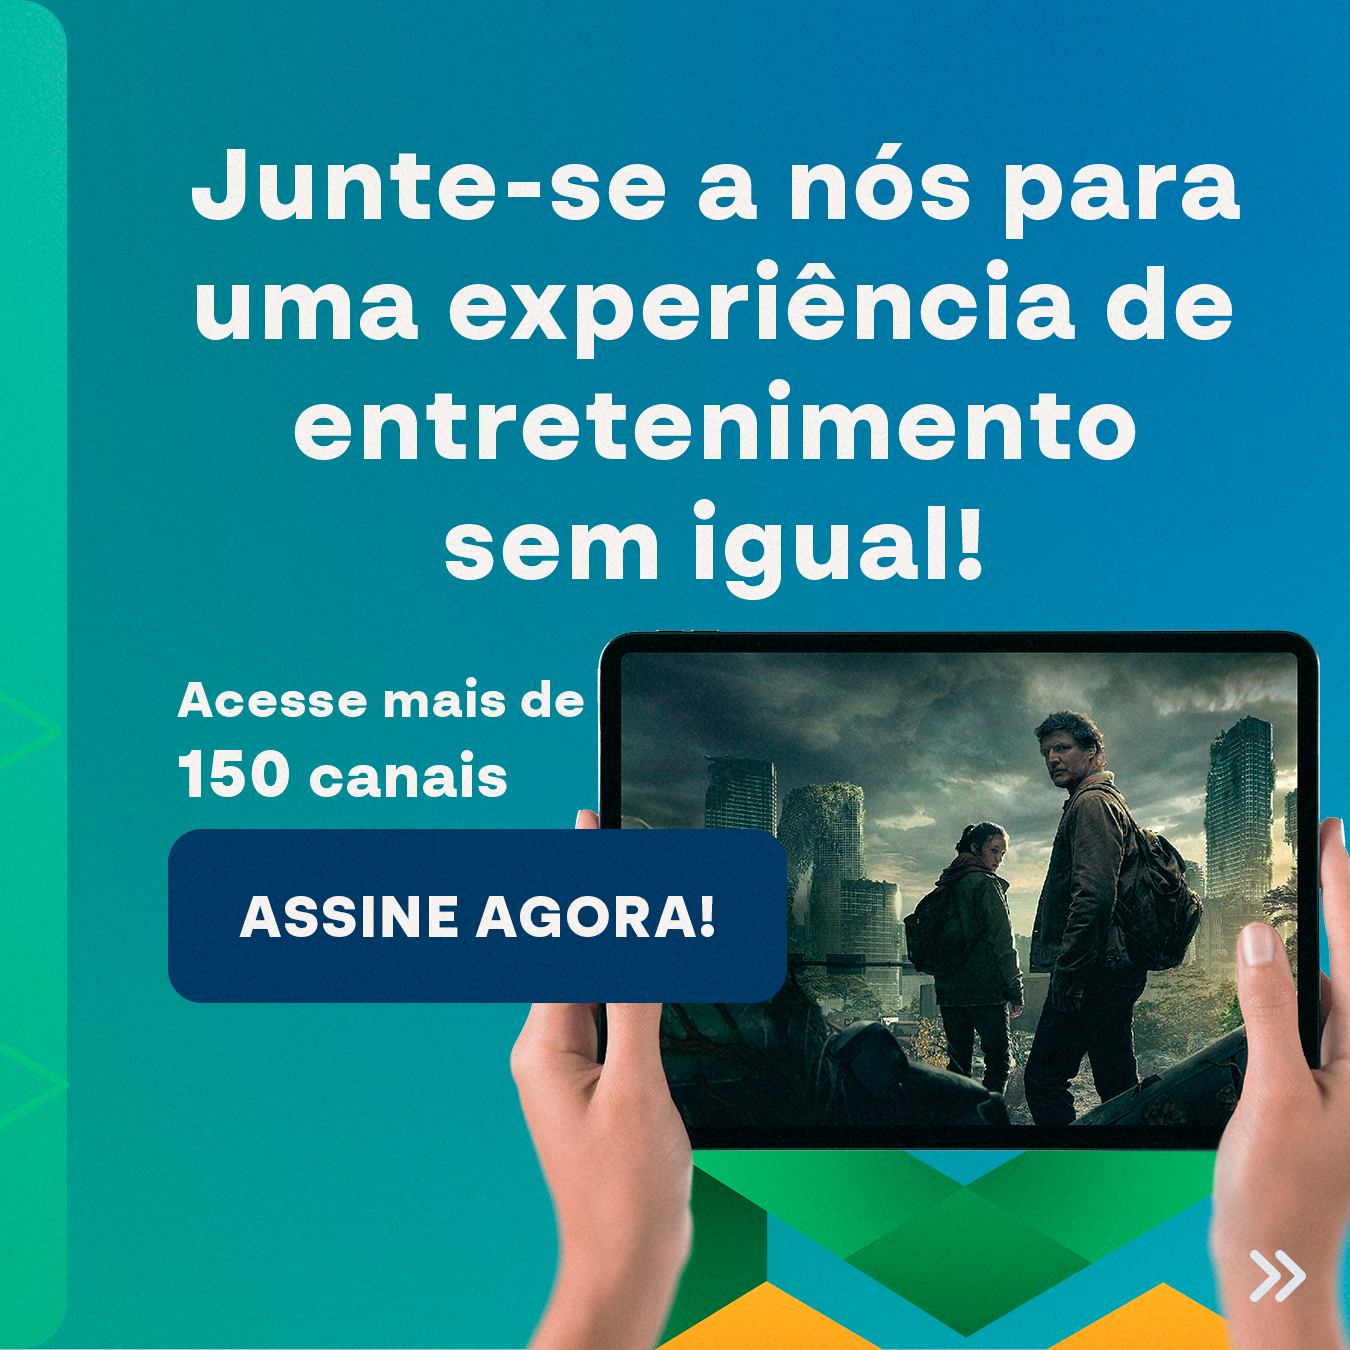 Junte-se a nós para
uma experiência de
entretenimento
sem igual!
Acesse mais de
150 canais
ASSINE AGORA!